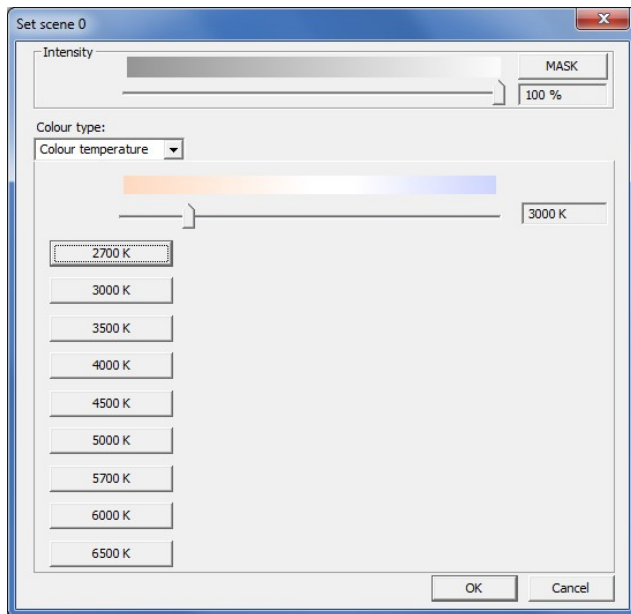 Set scene 0
Intensity
MASK
100 %
Colour type:
Colour temperature
3000 K
2700 K
3000 K
3500 K
4000 K
4500 K
5000 K
5700 K
6000 K
6500 K
OK Cancel